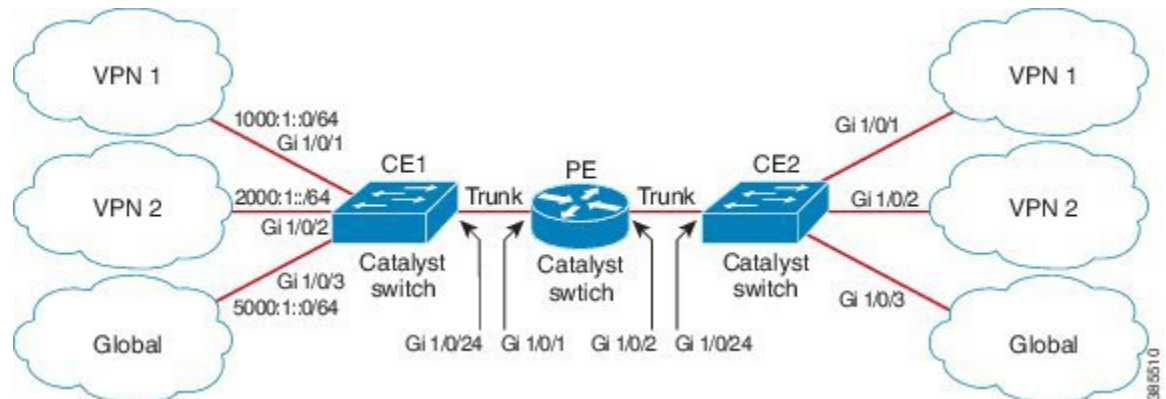 VPN 1
1000:1::0/64
Gi 1/0/1
VPN 2
2000:1::/64
Gi 1/0/2
Global
Gi 1/0/3
5000:1::0/64
CE1
Catalyst
switch
Trunk
PE
Catalyst
swtich
Trunk
CE2
Catalyst
switch
Gi 1/0/24
Gi 1/0/1
Gi 1/0/2
Gi 1/0/24
Gi 1/0/1
VPN 1
Gi 1/0/2
VPN 2
Gi 1/0/3
Global
385510